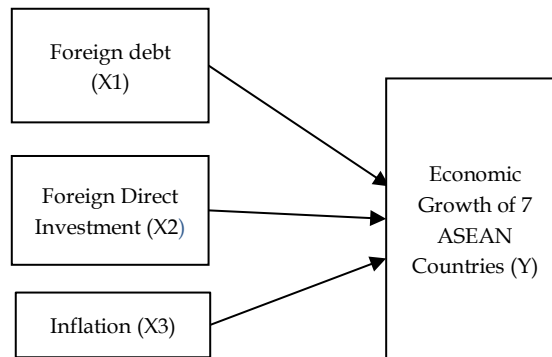 Foreign debt
(X1)
Foreign Direct
Investment (X2)
Inflation (X3)
Economic
Growth of 7
ASEAN
Countries (Y)